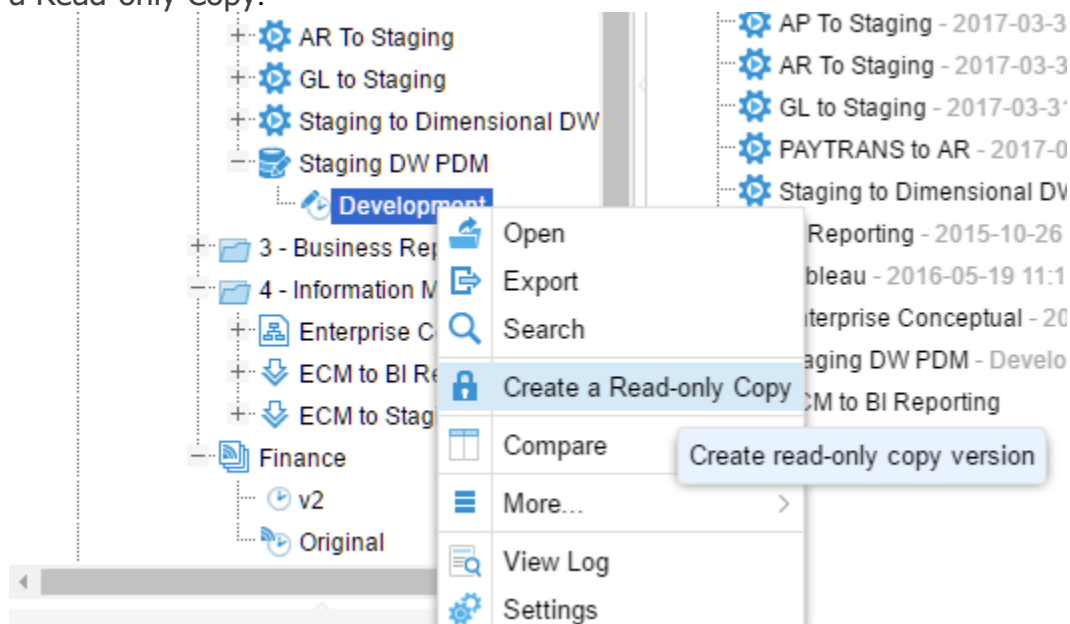 a Read-only Copy.
AR To Staging
GL to Staging
Staging to Dimensional DW
Staging DW PDM
Development
3 - Business Rep
4 - Information M
Enterprise C
ECM to BI Re
ECM to Stag
Finance
v2
Original
Open
Export
Search
Create a Read-only Copy
Compare
More...
View Log
Settings
Create read-only copy version
AP To Staging - 2017-03-3
AR To Staging - 2017-03-3
GL to Staging - 2017-03-31
PAYTRANS to AR - 2017-0
Staging to Dimensional DW
Reporting - 2015-10-26
bleau - 2016-05-19 11:1
terprise Conceptual - 20
aging DW PDM - Develo
CM to BI Reporting